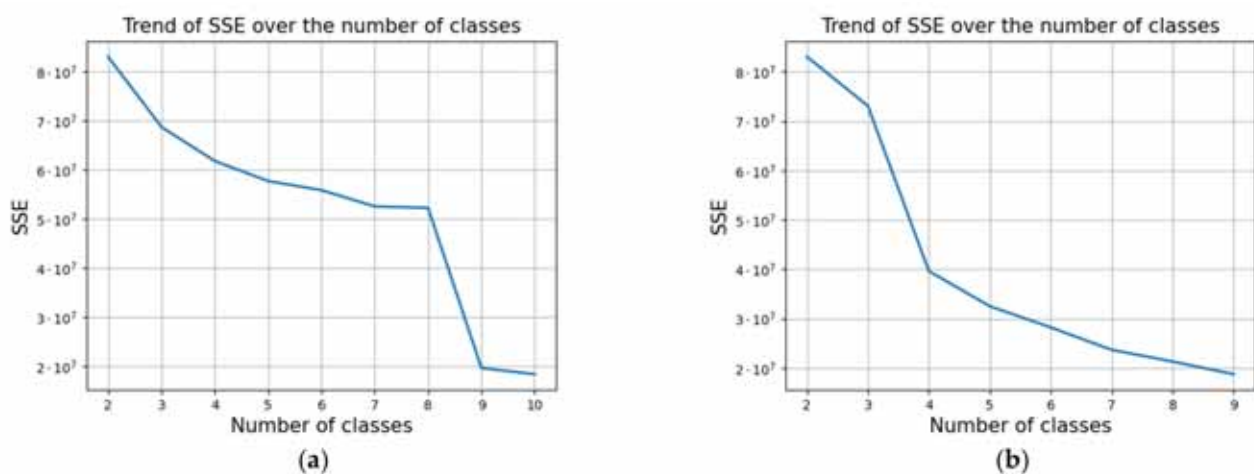 Trend of SSE over the number of classes
8·10⁷
7·10⁷
6·10⁷
5·10⁷
4·10⁷
3·10⁷
2·10⁷
SSE
2 3 4 5 6 7 8 9 10
Number of classes
(a)
Trend of SSE over the number of classes
8·10⁷
7·10⁷
6·10⁷
5·10⁷
4·10⁷
3·10⁷
2·10⁷
SSE
2 3 4 5 6 7 8 9
Number of classes
(b)